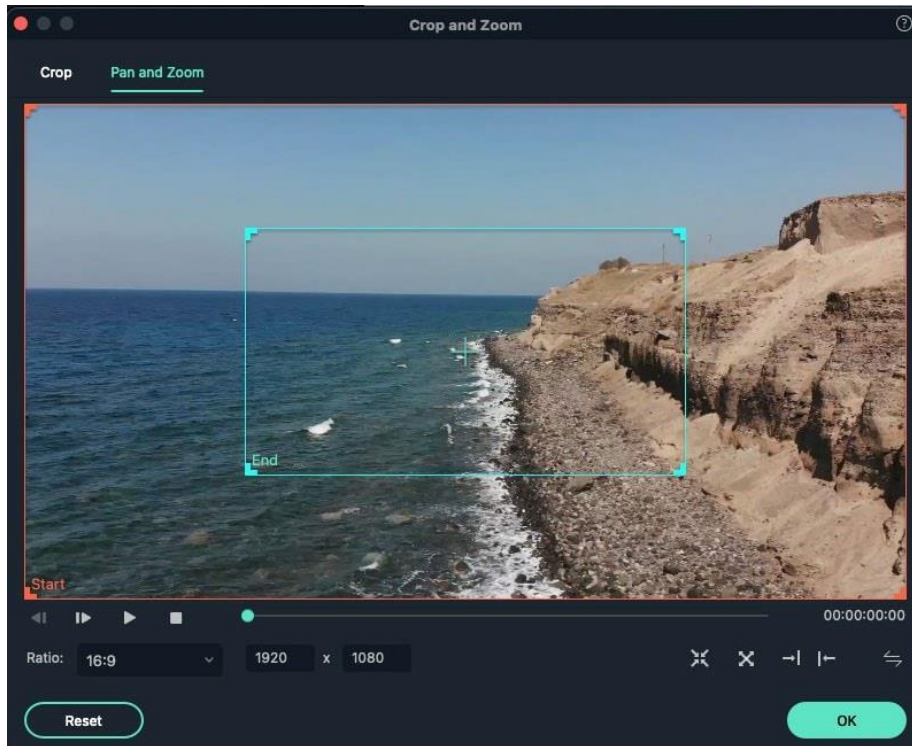 Crop and Zoom
?
Crop Pan and Zoom
End
Start
00:00:00:00
Ratio: 16:9 1920 x 1080
Reset OK